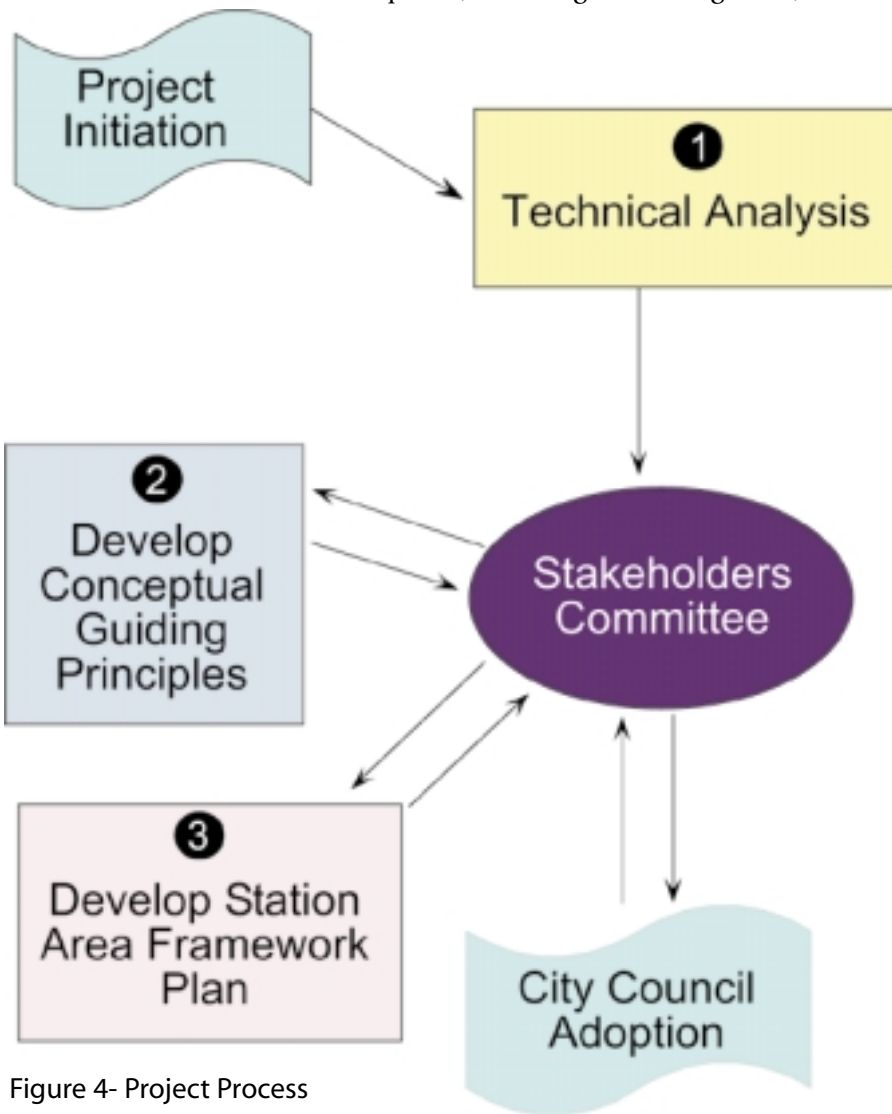 Project
Initiation
1
Technical Analysis
2
Develop
Conceptual
Guiding
Principles
Stakeholders
Committee
3
Develop Station
Area Framework
Plan
City Council
Adoption
Figure 4- Project Process